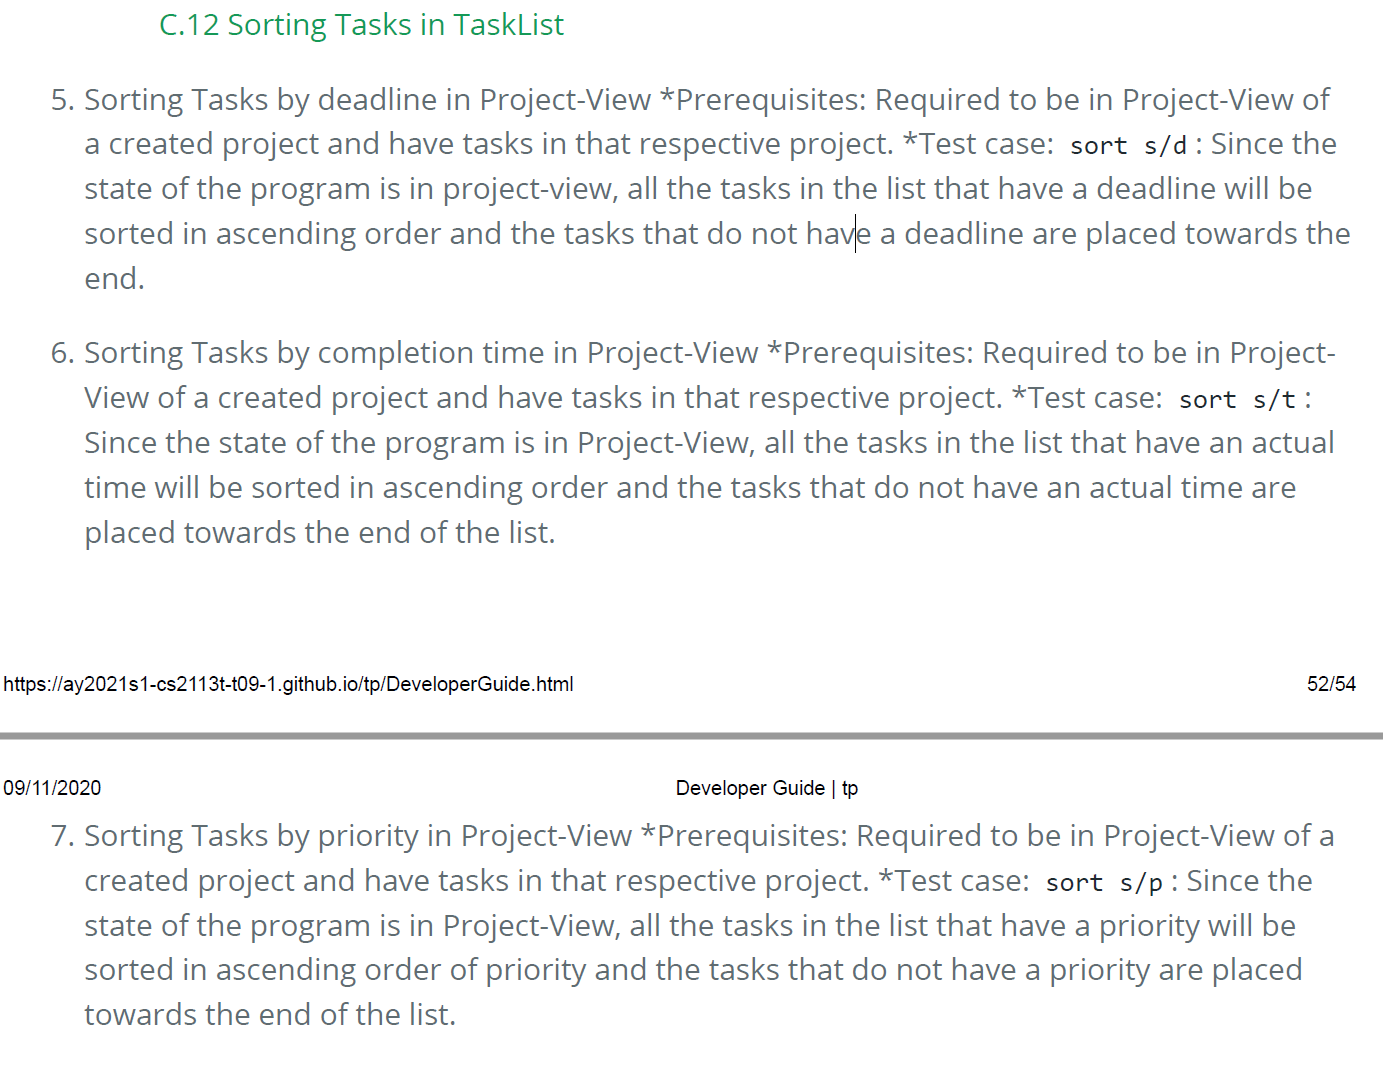 C.12 Sorting Tasks in TaskList
5. Sorting Tasks by deadline in Project-View *Prerequisites: Required to be in Project-View of
a created project and have tasks in that respective project. *Test case: sort s/d : Since the
state of the program is in project-view, all the tasks in the list that have a deadline will be
sorted in ascending order and the tasks that do not have a deadline are placed towards the
end.
6. Sorting Tasks by completion time in Project-View *Prerequisites: Required to be in Project-
View of a created project and have tasks in that respective project. *Test case: sort s/t :
Since the state of the program is in Project-View, all the tasks in the list that have an actual
time will be sorted in ascending order and the tasks that do not have an actual time are
placed towards the end of the list.
https://ay2021s1-cs2113t-t09-1.github.io/tp/DeveloperGuide.html 52/54
09/11/2020 Developer Guide | tp
7. Sorting Tasks by priority in Project-View *Prerequisites: Required to be in Project-View of a
created project and have tasks in that respective project. *Test case: sort s/p : Since the
state of the program is in Project-View, all the tasks in the list that have a priority will be
sorted in ascending order of priority and the tasks that do not have a priority are placed
towards the end of the list.